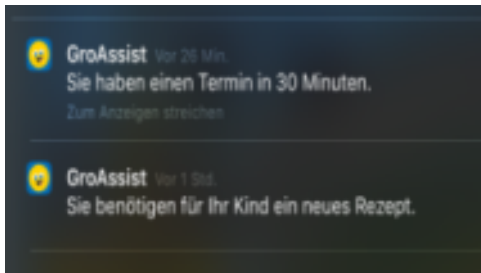 GroAssist Vor 26 Min.
Sie haben einen Termin in 30 Minuten.
Zum Anzeigen streichen
GroAssist Vor 1 Std.
Sie benötigen für Ihr Kind ein neues Rezept.